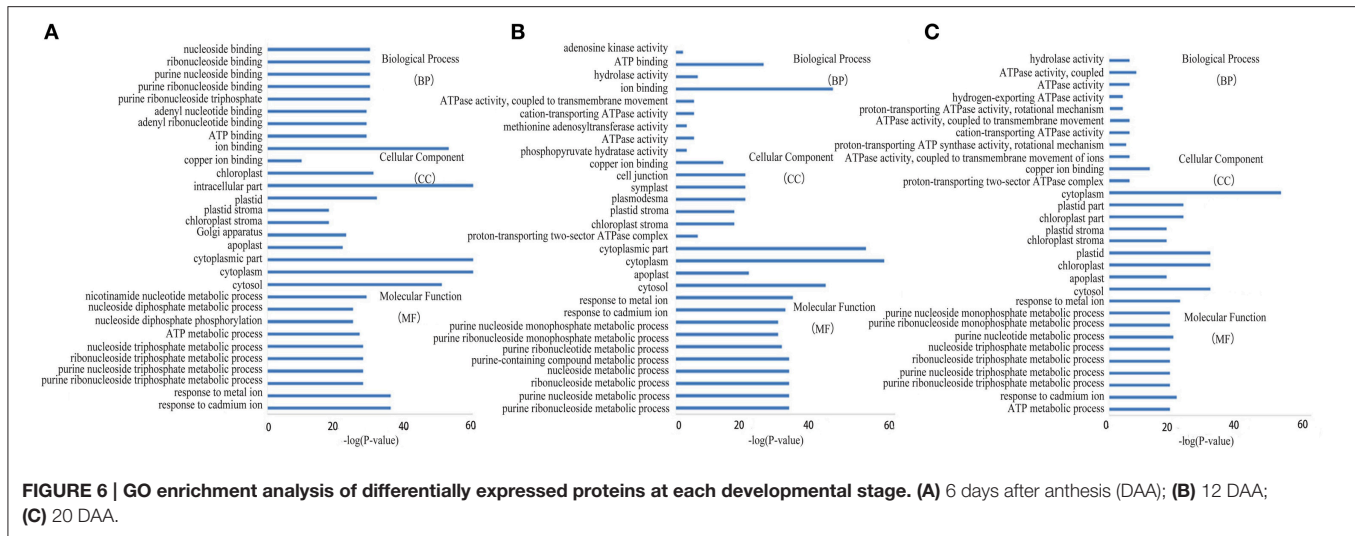 A
nucleoside binding
ribonucleoside binding
purine nucleoside binding
purine ribonucleoside binding
purine ribonucleoside triphosphate
adenyl nucleotide binding
adenyl ribonucleotide binding
ATP binding
ion binding
copper ion binding
chloroplast
intracellular part
plastid
plastid stroma
chloroplast stroma
Golgi apparatus
apoplast
cytoplasmic part
cytoplasm
cytosol
nicotinamide nucleotide metabolic process
nucleoside diphosphate metabolic process
nucleoside diphosphate phosphorylation
ATP metabolic process
nucleoside triphosphate metabolic process
ribonucleoside triphosphate metabolic process
purine nucleoside triphosphate metabolic process
purine ribonucleoside triphosphate metabolic process
response to metal ion
response to cadmium ion
Biological Process
(BP)
Cellular Component
(CC)
Molecular Function
(MF)
0 20 40 60
-log(P-value)
B
adenosine kinase activity
ATP binding
hydrolase activity
ion binding
ATPase activity, coupled to transmembrane movement
cation-transporting ATPase activity
methionine adenosyltransferase activity
ATPase activity
phosphopyruvate hydratase activity
copper ion binding
cell junction
symplast
plasmodesma
plastid stroma
chloroplast stroma
proton-transporting two-sector ATPase complex
cytoplasmic part
cytoplasm
apoplast
cytosol
response to metal ion
response to cadmium ion
purine nucleoside monophosphate metabolic process
purine ribonucleoside monophosphate metabolic process
purine ribonucleotide metabolic process
purine-containing compound metabolic process
nucleoside metabolic process
ribonucleoside metabolic process
purine nucleoside metabolic process
purine ribonucleoside metabolic process
Biological Process
(BP)
Cellular Component
(CC)
Molecular Function
(MF)
0 10 20 30 40 50 60
-log(P-value)
C
hydrolase activity
ATPase activity, coupled
ATPase activity
hydrogen-exporting ATPase activity
proton-transporting ATPase activity, rotational mechanism
ATPase activity, coupled to transmembrane movement
cation-transporting ATPase activity
proton-transporting ATP synthase activity, rotational mechanism
ATPase activity, coupled to transmembrane movement of ions
copper ion binding
proton-transporting two-sector ATPase complex
cytoplasm
plastid part
chloroplast part
plastid stroma
chloroplast stroma
plastid
chloroplast
apoplast
cytosol
response to metal ion
purine nucleoside monophosphate metabolic process
purine ribonucleoside monophosphate metabolic process
purine nucleotide metabolic process
nucleoside triphosphate metabolic process
ribonucleoside triphosphate metabolic process
purine nucleoside triphosphate metabolic process
purine ribonucleoside triphosphate metabolic process
response to cadmium ion
ATP metabolic process
Biological Process
(BP)
Cellular Component
(CC)
Molecular Function
(MF)
0 20 40 60
-log(P-value)
FIGURE 6 | GO enrichment analysis of differentially expressed proteins at each developmental stage. (A) 6 days after anthesis (DAA); (B) 12 DAA;
(C) 20 DAA.